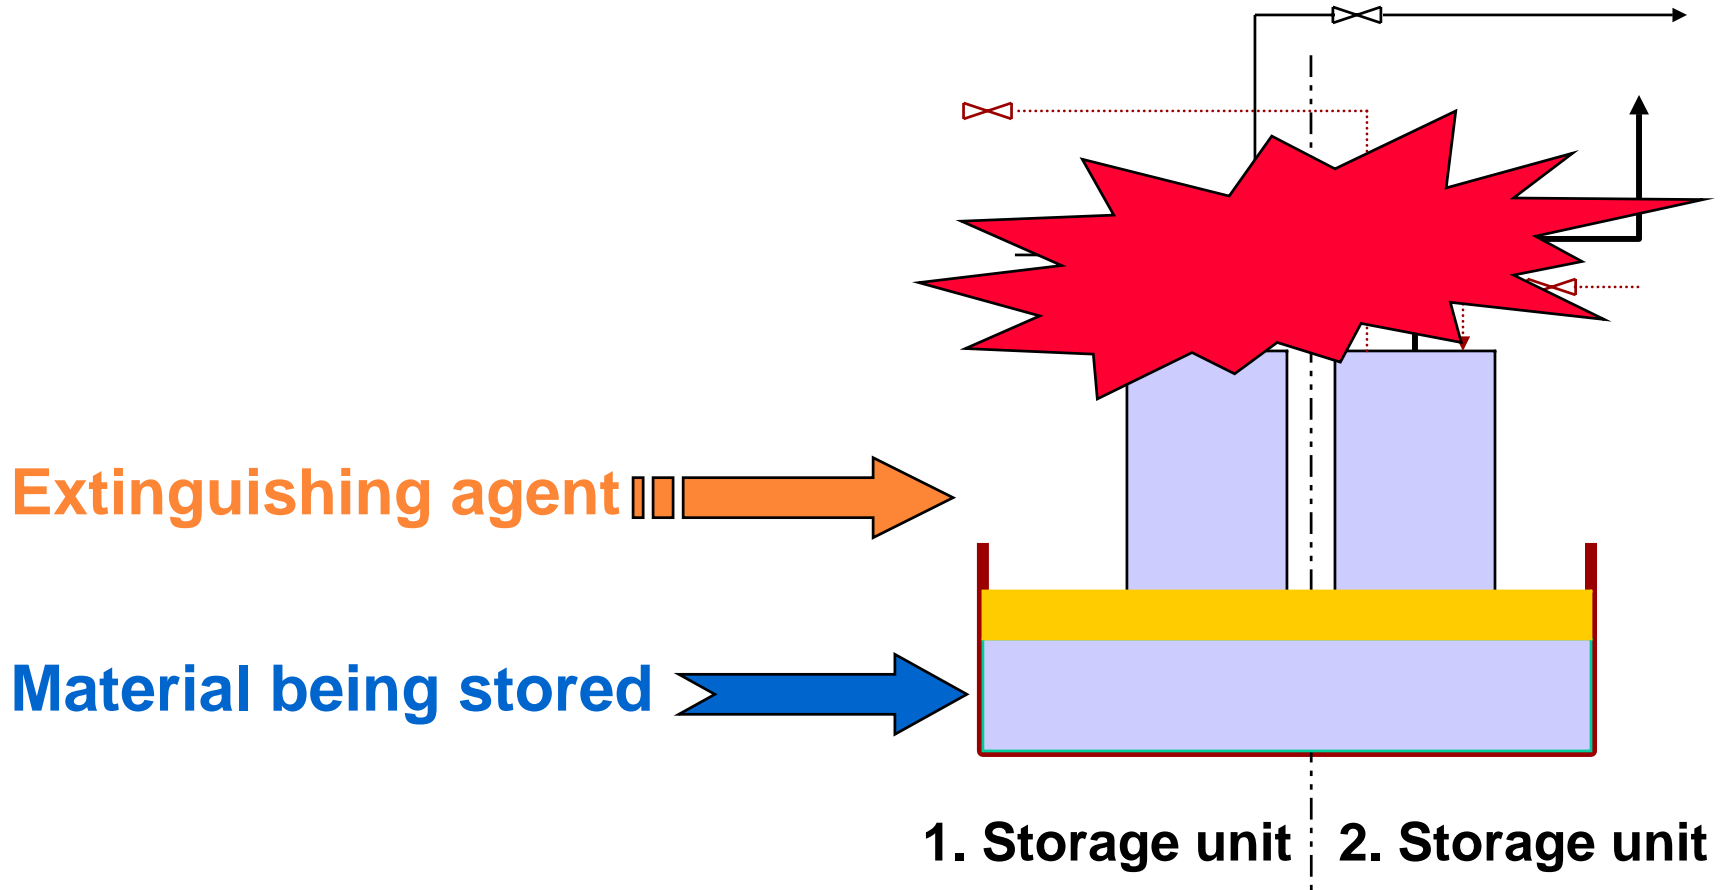 Extinguishing agent
Material being stored
1. Storage unit
2. Storage unit